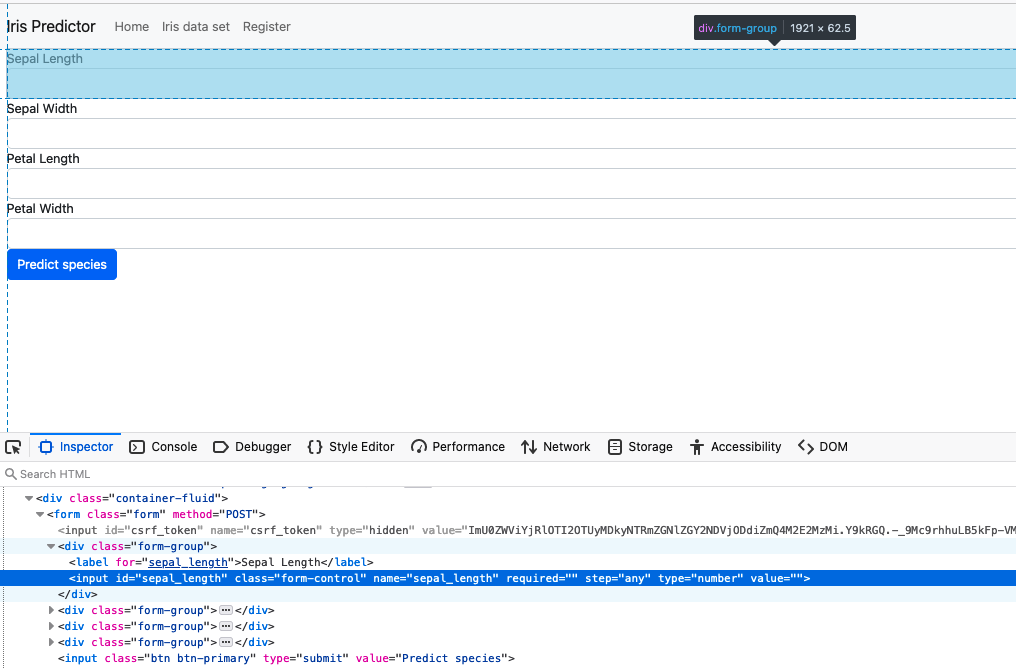 Iris Predictor Home Iris data set Register
div.form-group 1921 × 62.5
Sepal Length
Sepal Width
Petal Length
Petal Width
Predict species
Inspector Console Debugger Style Editor Performance Network Storage Accessibility DOM
Search HTML
<div class="container-fluid">
<form class="form" method="POST">
<input id="csrf_token" name="csrf_token" type="hidden" value="ImU0ZWViYjRlOTI2OTUyMDkyNTRmZGNlZGY2NDVjODdiZmQ4M2E2MzMi.Y9kRGQ.-_9Mc9rhhuLB5kFp-VM
<div class="form-group">
<label for="sepal_length">Sepal Length</label>
<input id="sepal_length" class="form-control" name="sepal_length" required="" step="any" type="number" value="">
</div>
<div class="form-group"> ••• </div>
<div class="form-group"> ••• </div>
<div class="form-group"> ••• </div>
<input class="btn btn-primary" type="submit" value="Predict species">